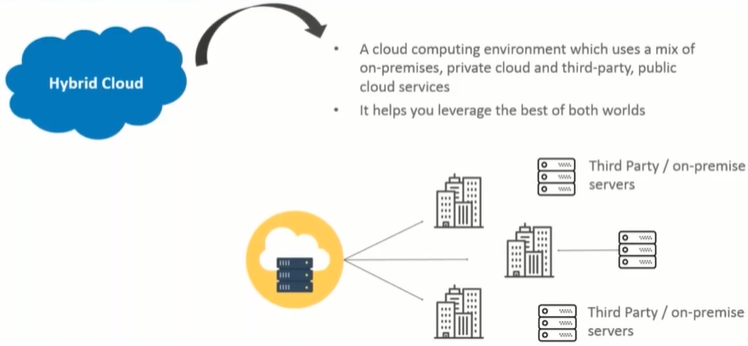 Hybrid Cloud
• A cloud computing environment which uses a mix of
on-premises, private cloud and third-party, public
cloud services
• It helps you leverage the best of both worlds
Third Party / on-premise
servers
Third Party / on-premise
servers